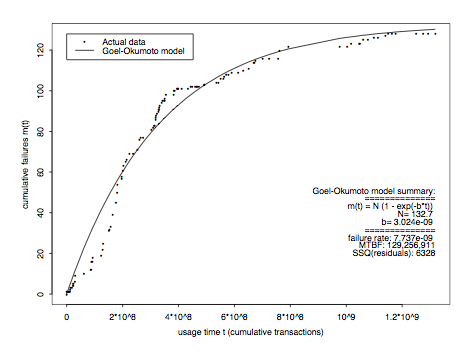 Actual data
Goel-Okumoto model
cumulative failures m(t)
120
100
80
60
40
20
0
Goel-Okumoto model summary:
==============
m(t) = N (1 - exp(-b*t))
N= 132.7
b= 3.024e-09
==============
failure rate: 7.737e-09
MTBF: 129,256,911
SSQ(residuals): 6328
0 2*10^8 4*10^8 6*10^8 8*10^8 10^9 1.2*10^9
usage time t (cumulative transactions)